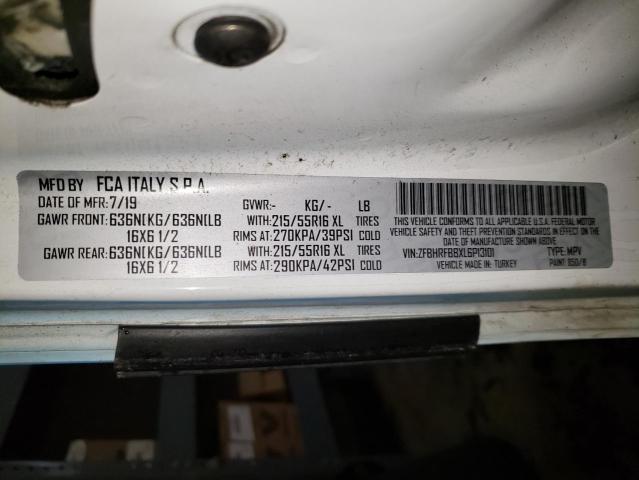 MFD BY FCA ITALY S.P.A.
DATE OF MFR: 7/19 GVWR:- KG/- LB
GAWR FRONT: 636N(KG/636N(LB WITH: 215/55R16 XL TIRES
16X6 1/2 RIMS AT: 270KPA/39PSI COLD
GAWR REAR: 636N(KG/636N(LB WITH: 215/55R16 XL TIRES
16X6 1/2 RIMS AT: 290KPA/42PSI COLD
THIS VEHICLE CONFORMS TO ALL APPLICABLE U.S.A. FEDERAL MOTOR
VEHICLE SAFETY, BUMPER AND THEFT PREVENTION STANDARDS IN EFFECT ON
THE DATE OF MANUFACTURE SHOWN ABOVE.
VIN: ZFBHRFBBXL6P13101 TYPE: MPV
VEHICLE MADE IN: TURKEY PAINT: 950/B